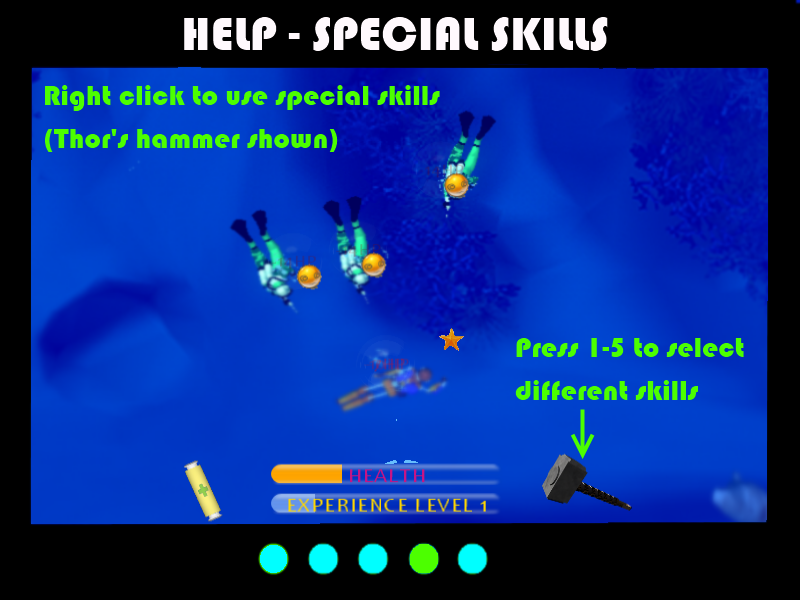 HELP - SPECIAL SKILLS
Right click to use special skills
(Thor's hammer shown)
Press 1-5 to select
different skills
HEALTH
EXPERIENCE LEVEL 1